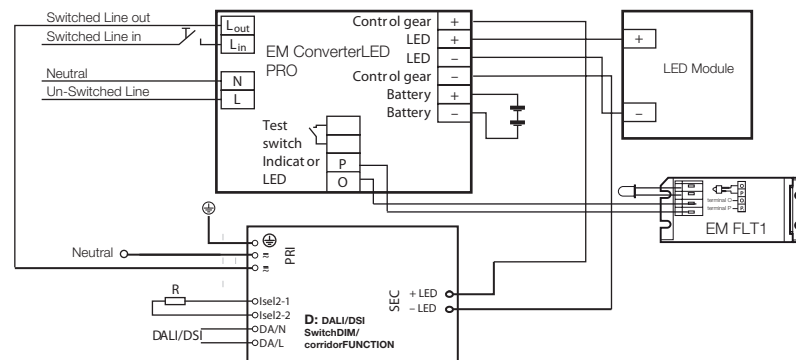 Switched Line out
Switched Line in
Neutral
Un-Switched Line
Lout
Lin
N
L
EM ConverterLED
PRO
Control gear
LED
LED
Control gear
Battery
Battery
+
+
−
−
+
−
Test
switch
Indicator
LED
P
O
+
−
LED Module
O
P
terminal O
O
terminal P
P
EM FLT1
Neutral
~
~
PRI
R
Isel2-1
Isel2-2
DALI/DSI
DA/N
DA/L
D: DALI/DSI
SwitchDIM/
corridorFUNCTION
SEC
+ LED
− LED